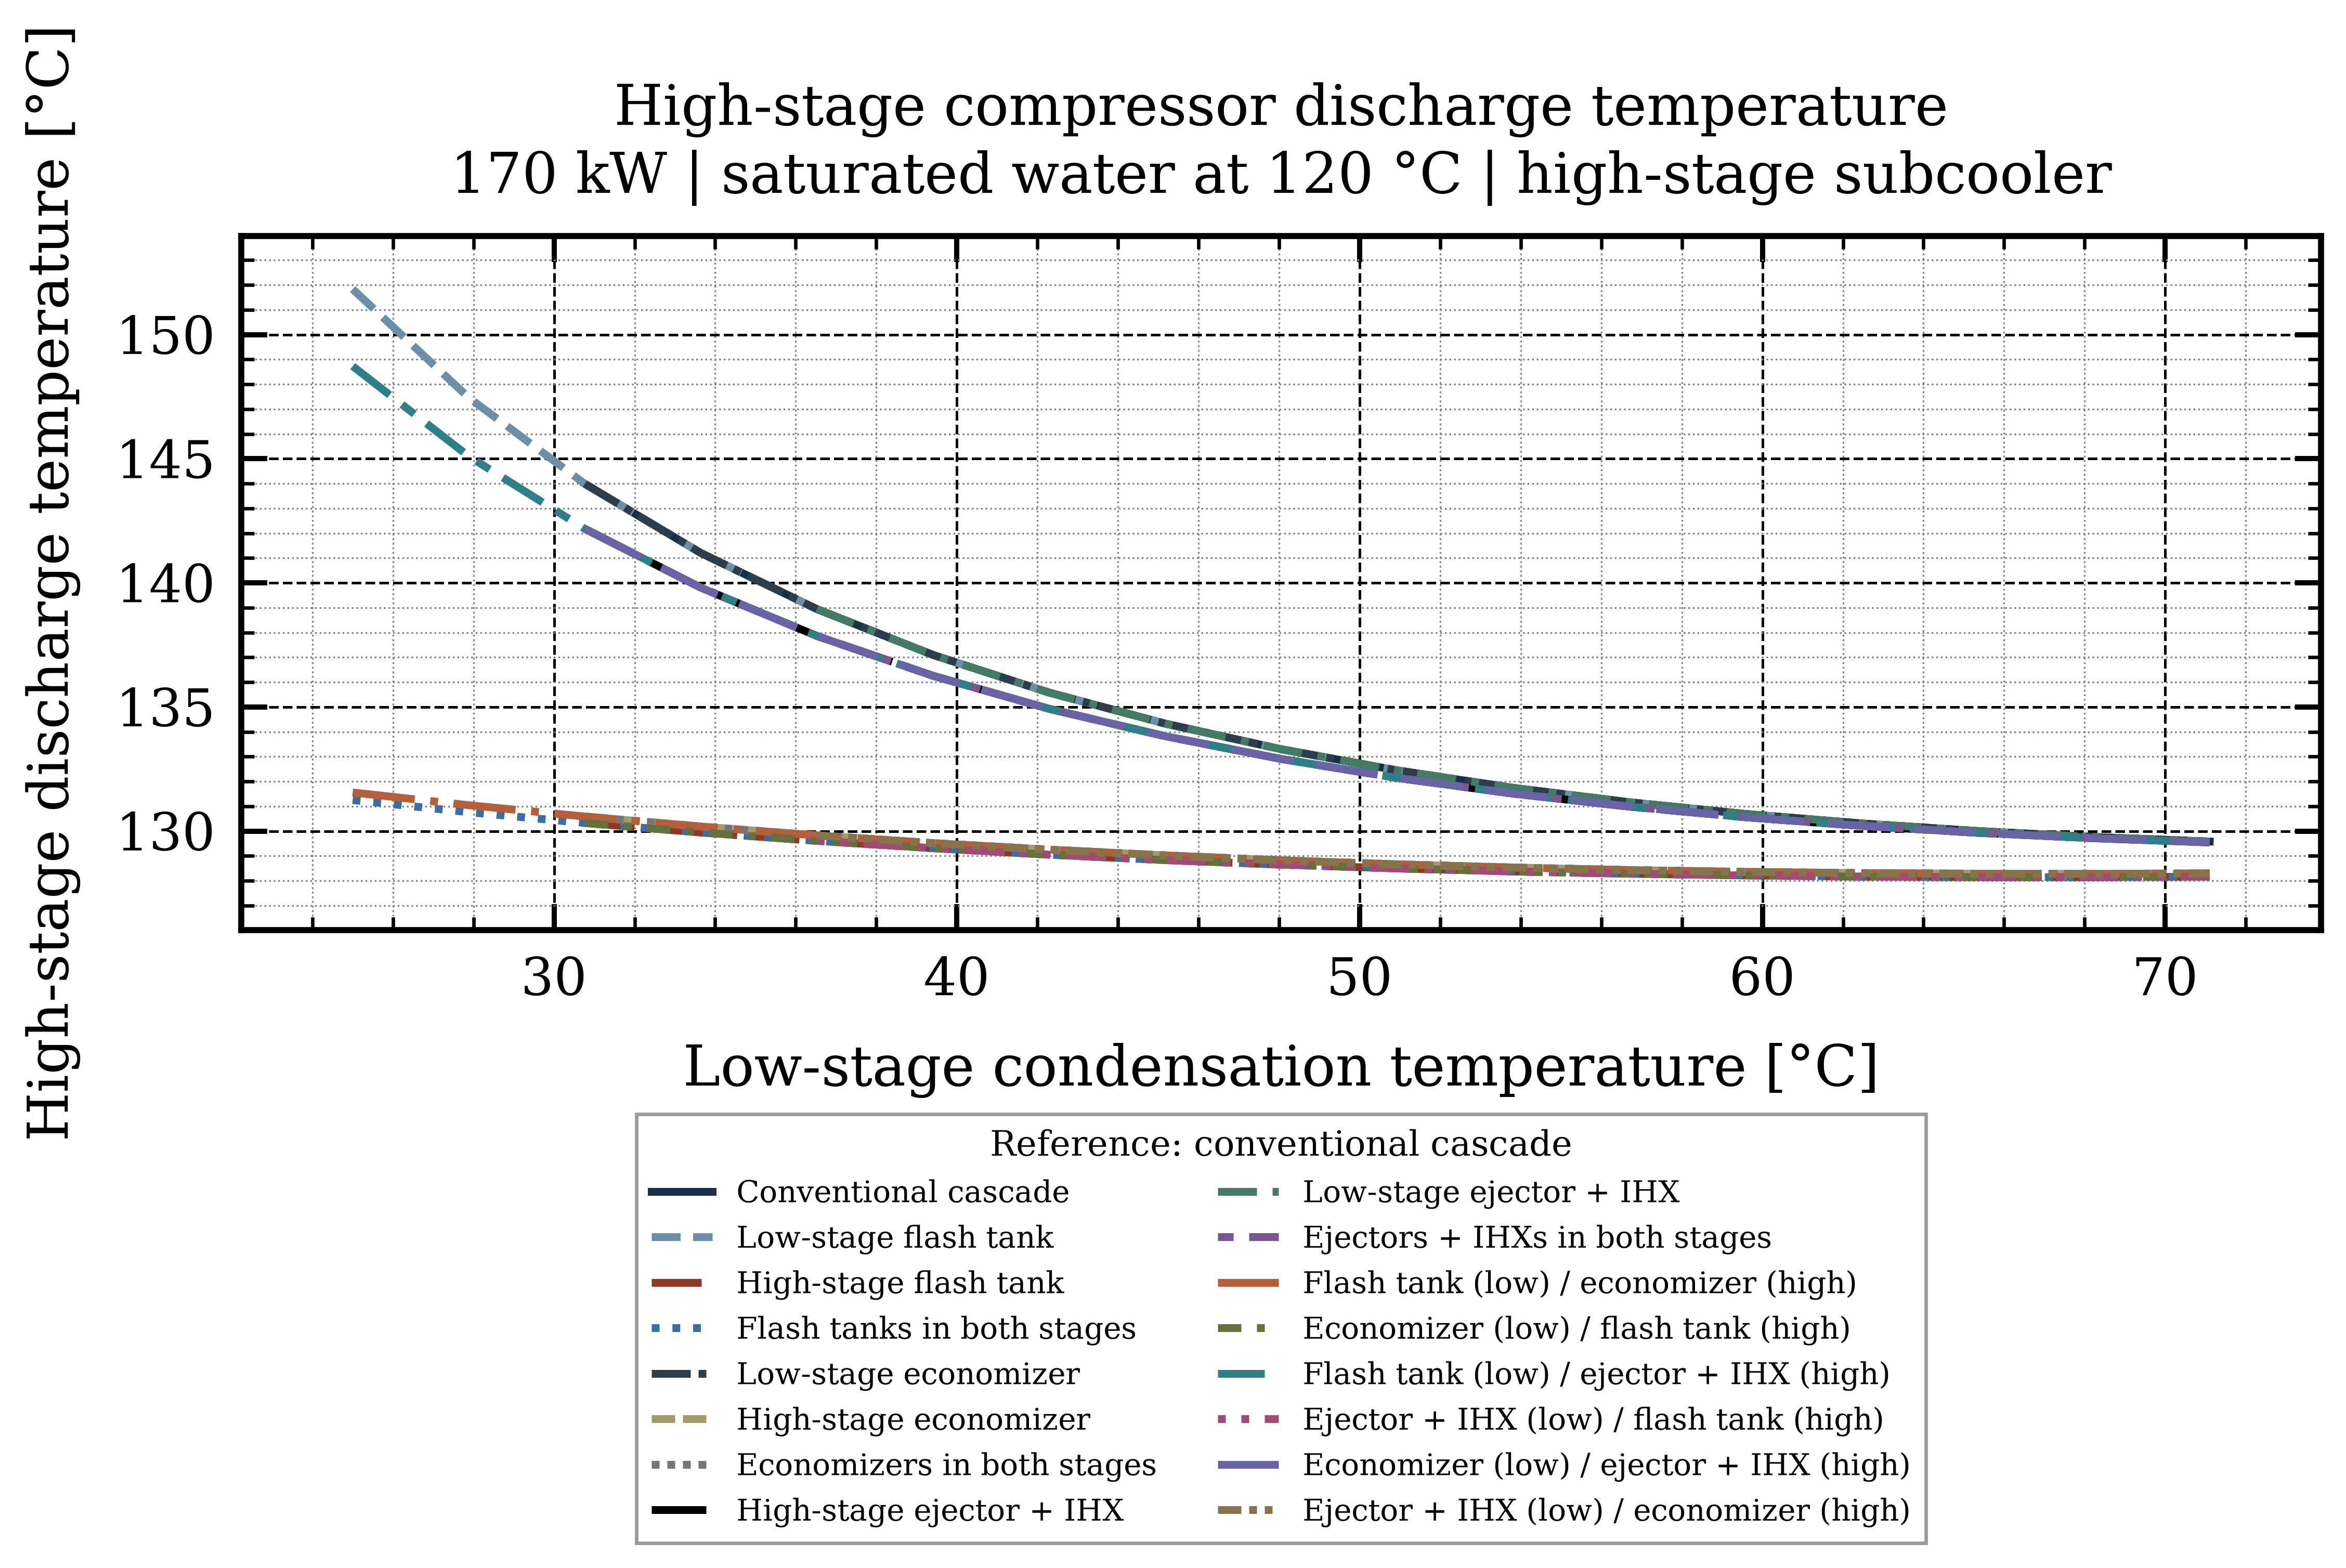 High-stage compressor discharge temperature
170 kW | saturated water at 120 °C | high-stage subcooler
High-stage discharge temperature [°C]
150
145
140
135
130
30 40 50 60 70
Low-stage condensation temperature [°C]
Reference: conventional cascade
Conventional cascade
Low-stage flash tank
High-stage flash tank
Flash tanks in both stages
Low-stage economizer
High-stage economizer
Economizers in both stages
High-stage ejector + IHX
Low-stage ejector + IHX
Ejectors + IHXs in both stages
Flash tank (low) / economizer (high)
Economizer (low) / flash tank (high)
Flash tank (low) / ejector + IHX (high)
Ejector + IHX (low) / flash tank (high)
Economizer (low) / ejector + IHX (high)
Ejector + IHX (low) / economizer (high)